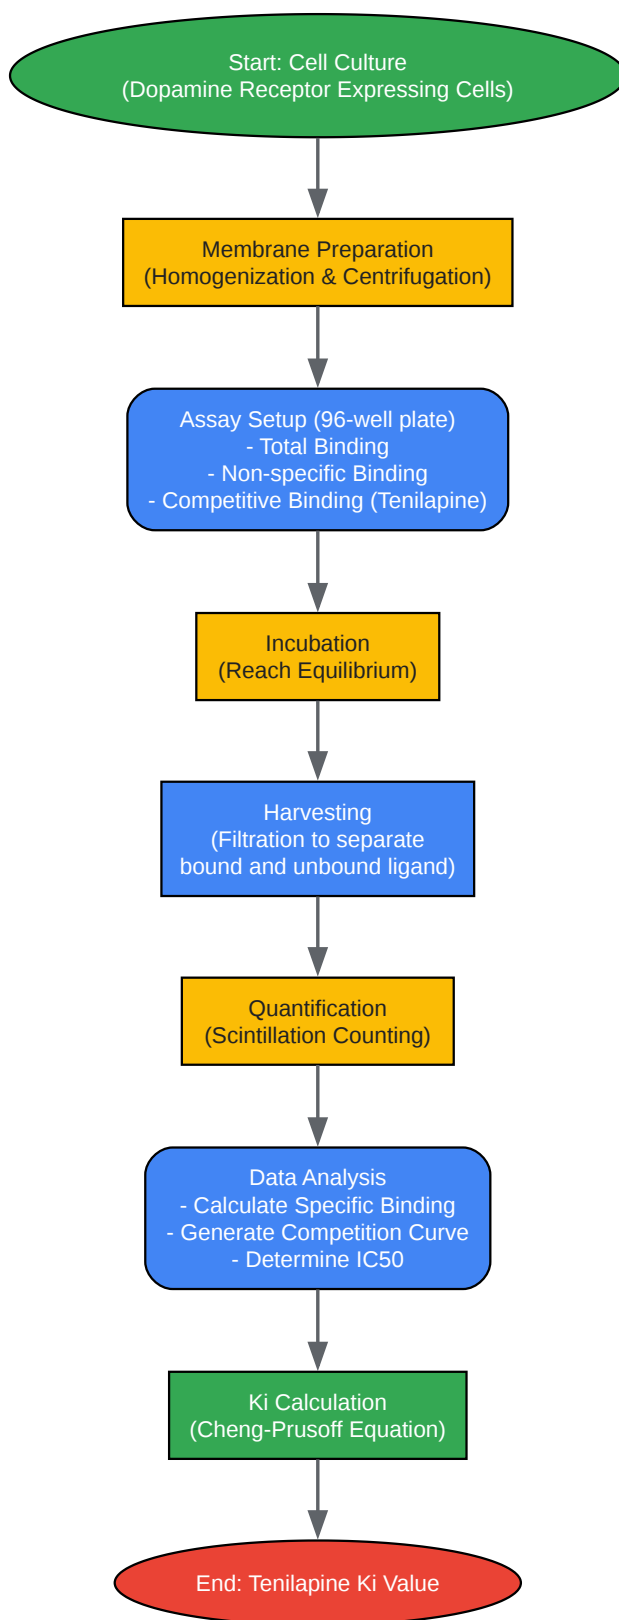 Start: Cell Culture
(Dopamine Receptor Expressing Cells)
Membrane Preparation
(Homogenization & Centrifugation)
Assay Setup (96-well plate)
- Total Binding
- Non-specific Binding
- Competitive Binding (Tenilapine)
Incubation
(Reach Equilibrium)
Harvesting
(Filtration to separate
bound and unbound ligand)
Quantification
(Scintillation Counting)
Data Analysis
- Calculate Specific Binding
- Generate Competition Curve
- Determine IC50
Ki Calculation
(Cheng-Prusoff Equation)
End: Tenilapine Ki Value